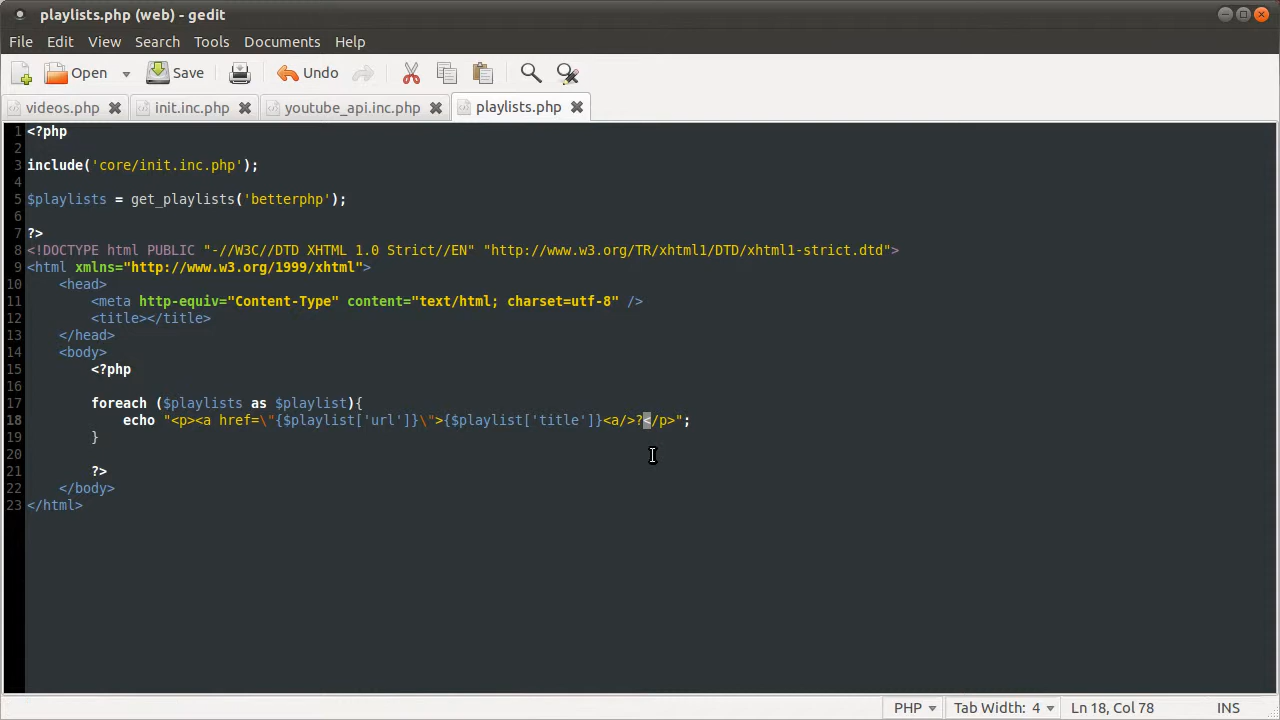 playlists.php (web) - gedit
File Edit View Search Tools Documents Help
Open Save Undo
videos.php init.inc.php youtube_api.inc.php playlists.php
1 <?php
2
3 include('core/init.inc.php');
4
5 $playlists = get_playlists('betterphp');
6
7 ?>
8 <!DOCTYPE html PUBLIC "-//W3C//DTD XHTML 1.0 Strict//EN" "http://www.w3.org/TR/xhtml1/DTD/xhtml1-strict.dtd">
9 <html xmlns="http://www.w3.org/1999/xhtml">
10 <head>
11 <meta http-equiv="Content-Type" content="text/html; charset=utf-8" />
12 <title></title>
13 </head>
14 <body>
15 <?php
16
17 foreach ($playlists as $playlist){
18 echo "<p><a href=\"{$playlist['url']}\">{$playlist['title']}<a/>?</p>";
19 }
20
21 ?>
22 </body>
23 </html>
PHP Tab Width: 4 Ln 18, Col 78 INS